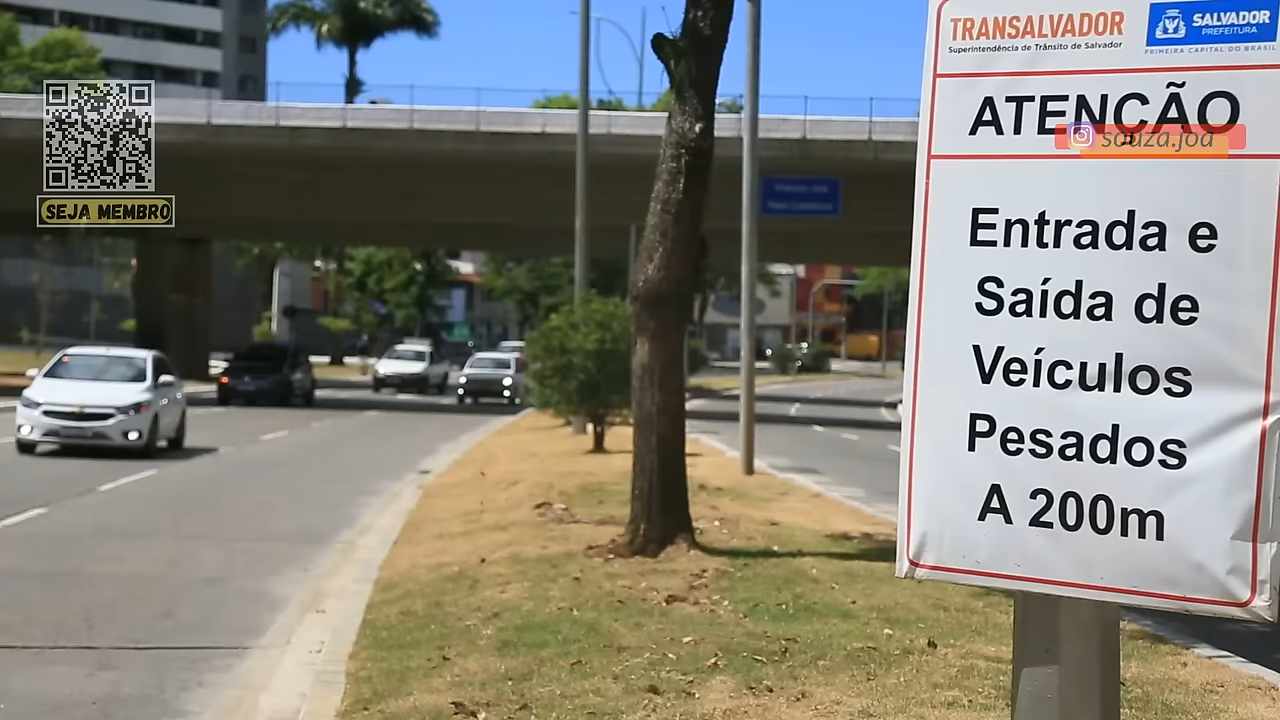 TRANSALVADOR
Superintendência de Trânsito de Salvador
SALVADOR
PREFEITURA
PRIMEIRA CAPITAL DO BRASIL
ATENÇÃO
souza.joa
Entrada e
Saída de
Veículos
Pesados
A 200m
SEJA MEMBRO